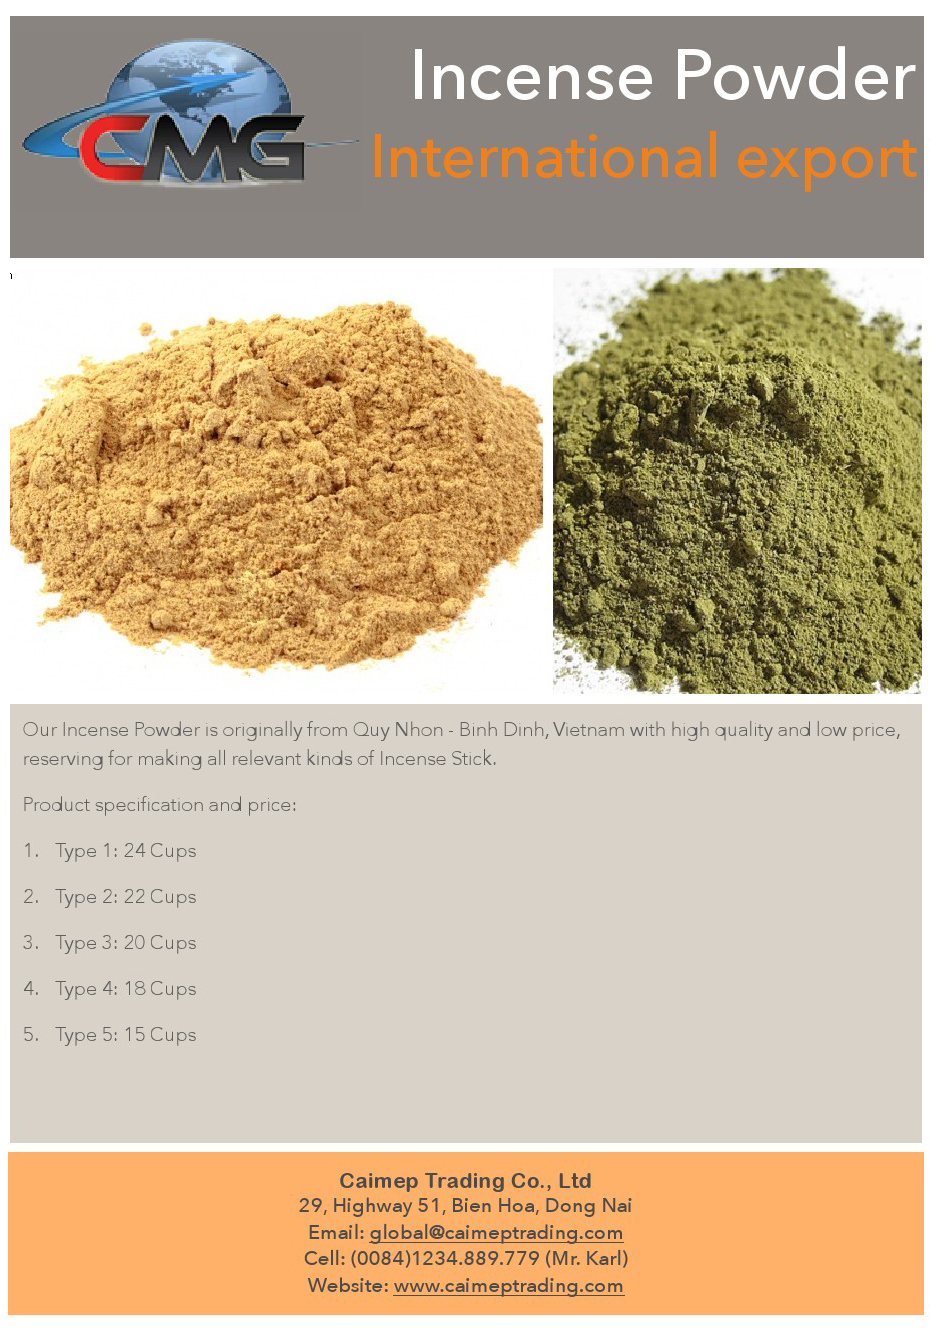 CMG
Incense Powder
International export
Our Incense Powder is originally from Quy Nhon - Binh Dinh, Vietnam with high quality and low price,
reserving for making all relevant kinds of Incense Stick.
Product specification and price:
1. Type 1: 24 Cups
2. Type 2: 22 Cups
3. Type 3: 20 Cups
4. Type 4: 18 Cups
5. Type 5: 15 Cups
Caimep Trading Co., Ltd
29, Highway 51, Bien Hoa, Dong Nai
Email: global@caimeptrading.com
Cell: (0084)1234.889.779 (Mr. Karl)
Website: www.caimeptrading.com